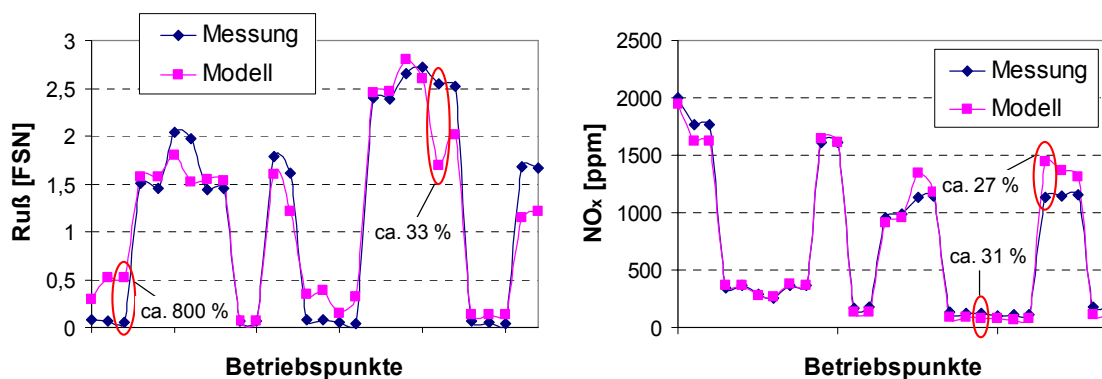 Messung
Modell
Ruß [FSN]
3
2,5
2
1,5
1
0,5
0
ca. 800 %
ca. 33 %
Betriebspunkte
Messung
Modell
NOx [ppm]
2500
2000
1500
1000
500
0
ca. 27 %
ca. 31 %
Betriebspunkte